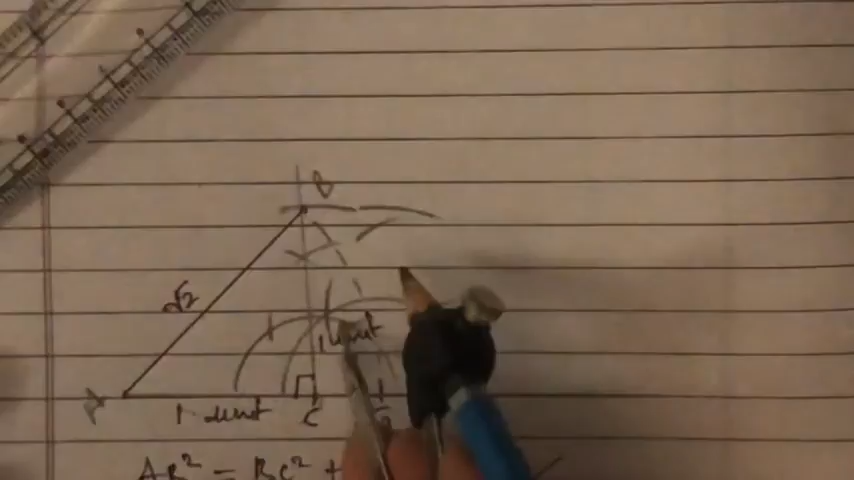 B
√2
1 unit
A
1 unit
C
AB² = BC² +